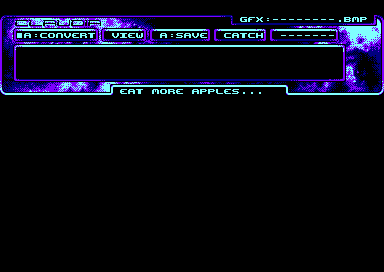 GFX:---------.BMP
A:CONVERT VIEW A:SAVE CATCH -------
EAT MORE APPLES...